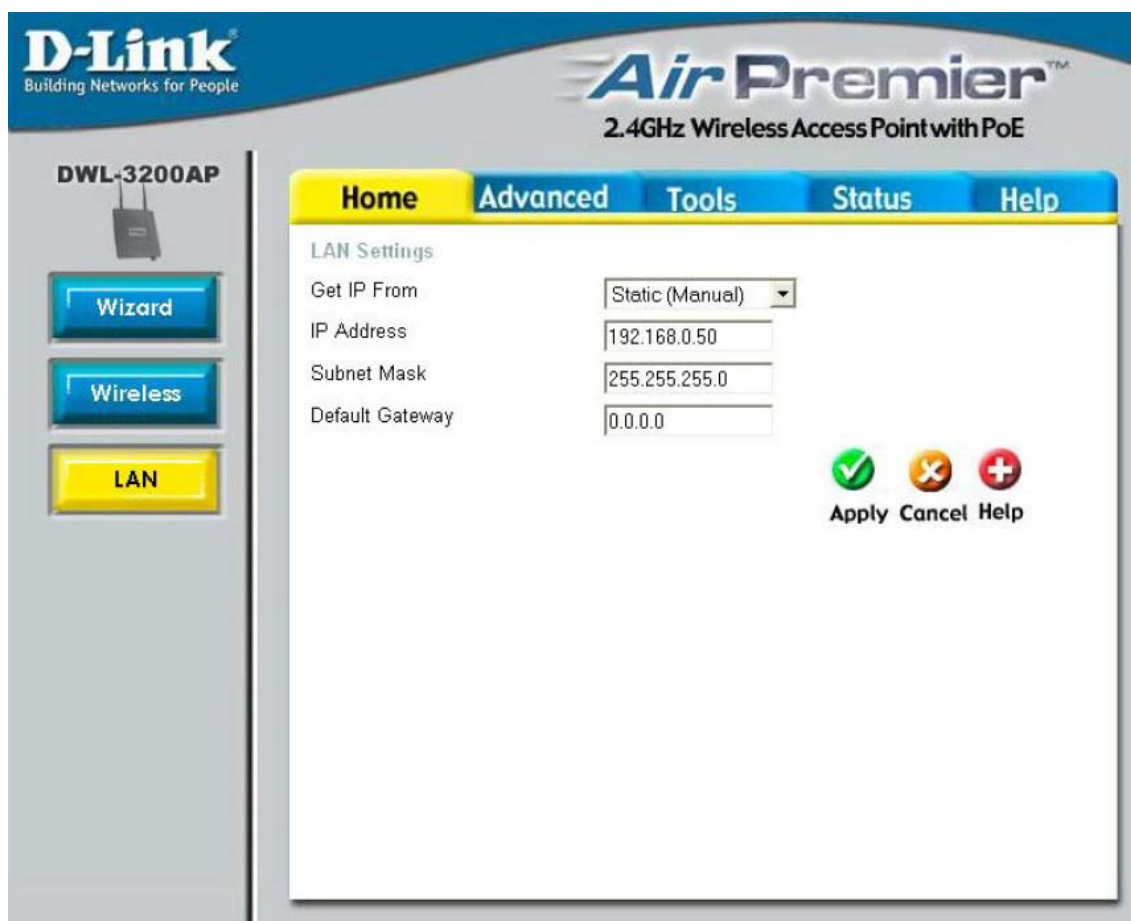 D-Link
Building Networks for People
Air Premier™
2.4GHz Wireless Access Point with PoE
DWL-3200AP
Wizard
Wireless
LAN
Home Advanced Tools Status Help
LAN Settings
Get IP From Static (Manual)
IP Address 192.168.0.50
Subnet Mask 255.255.255.0
Default Gateway 0.0.0.0
Apply Cancel Help